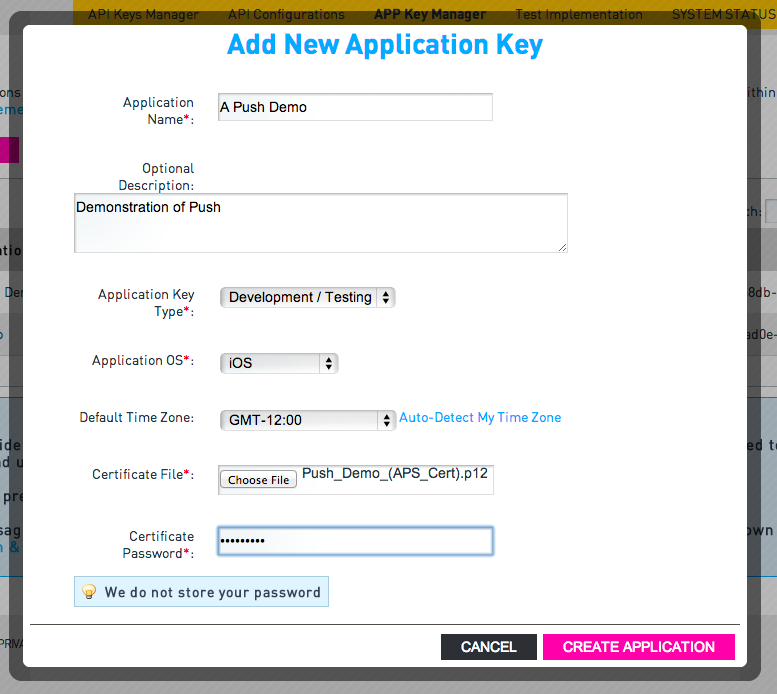 API Keys Manager API Configurations APP Key Manager Test Implementation SYSTEM STATUS
Add New Application Key
Application
Name*:
A Push Demo
Optional
Description:
Demonstration of Push
Application Key
Type*:
Development / Testing
Application OS*:
iOS
Default Time Zone:
GMT-12:00
Auto-Detect My Time Zone
Certificate File*:
Choose File
Push_Demo_(APS_Cert).p12
Certificate
Password*:
•••••••••
We do not store your password
CANCEL
CREATE APPLICATION